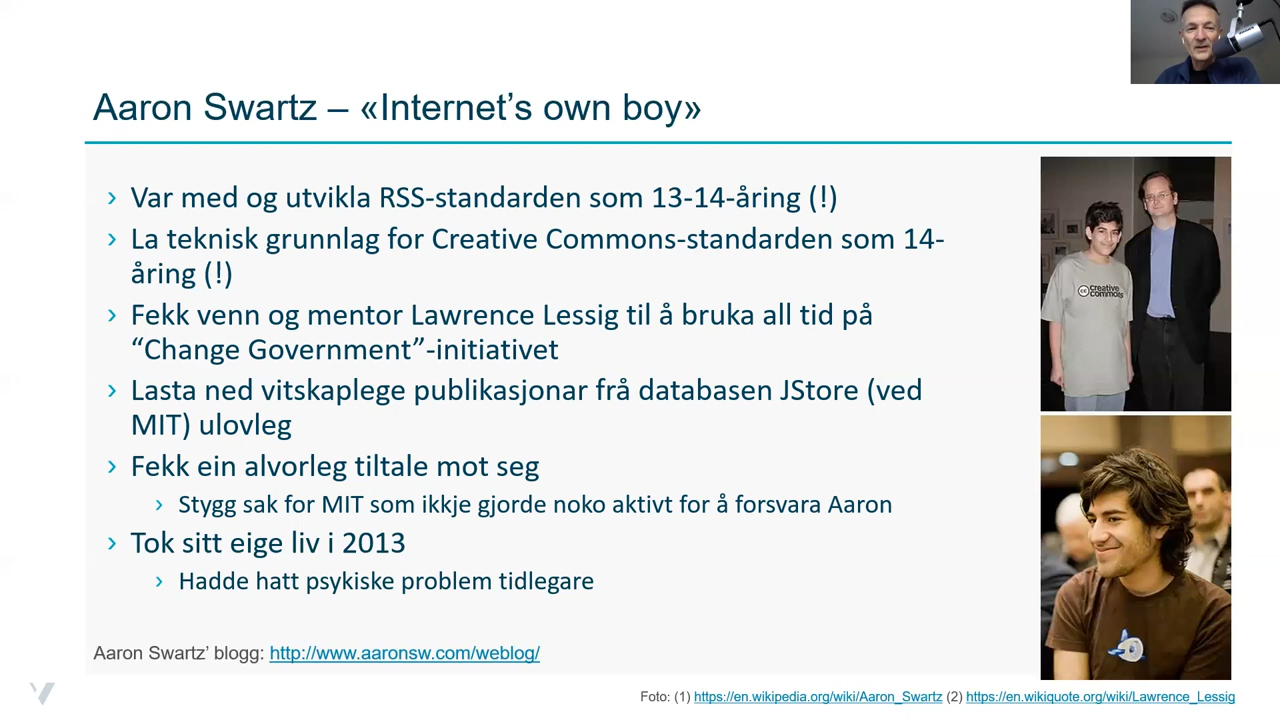 Aaron Swartz – «Internet’s own boy»
› Var med og utvikla RSS-standarden som 13-14-åring (!)
› La teknisk grunnlag for Creative Commons-standarden som 14-
åring (!)
› Fekk venn og mentor Lawrence Lessig til å bruka all tid på
“Change Government”-initiativet
› Lasta ned vitskaplege publikasjonar frå databasen JStore (ved
MIT) ulovleg
› Fekk ein alvorleg tiltale mot seg
› Stygg sak for MIT som ikkje gjorde noko aktivt for å forsvara Aaron
› Tok sitt eige liv i 2013
› Hadde hatt psykiske problem tidlegare
Aaron Swartz’ blogg: http://www.aaronsw.com/weblog/
cc creative
commons
Foto: (1) https://en.wikipedia.org/wiki/Aaron_Swartz (2) https://en.wikiquote.org/wiki/Lawrence_Lessig